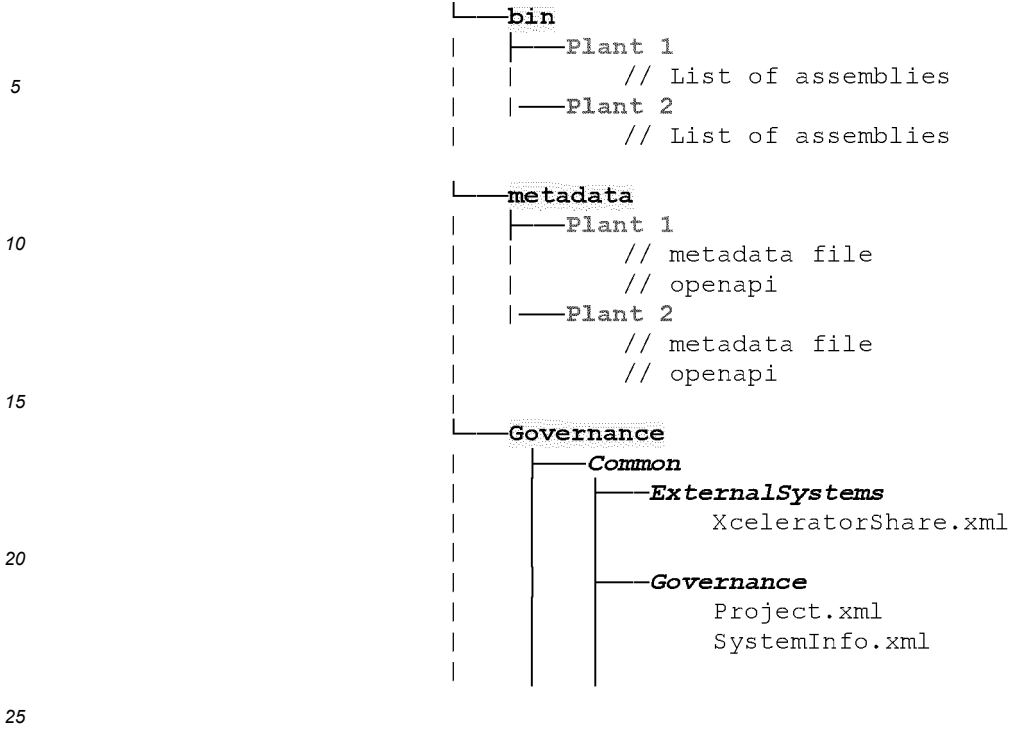 bin
Plant 1
5 // List of assemblies
Plant 2
// List of assemblies
metadata
Plant 1
10 // metadata file
// openapi
Plant 2
// metadata file
// openapi
15
Governance
Common
ExternalSystems
XceleratorShare.xml
20
Governance
Project.xml
SystemInfo.xml
25